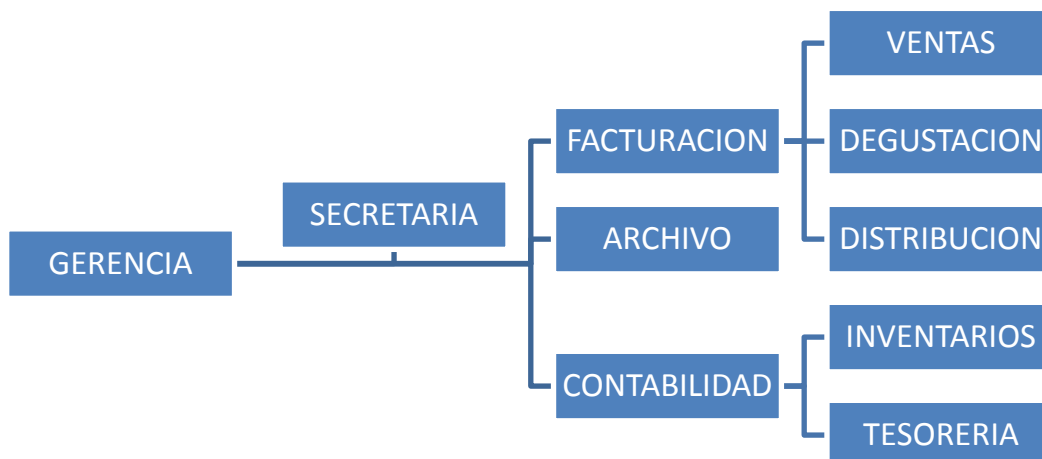 VENTAS
FACTURACION
DEGUSTACION
SECRETARIA
ARCHIVO
DISTRIBUCION
GERENCIA
INVENTARIOS
CONTABILIDAD
TESORERIA